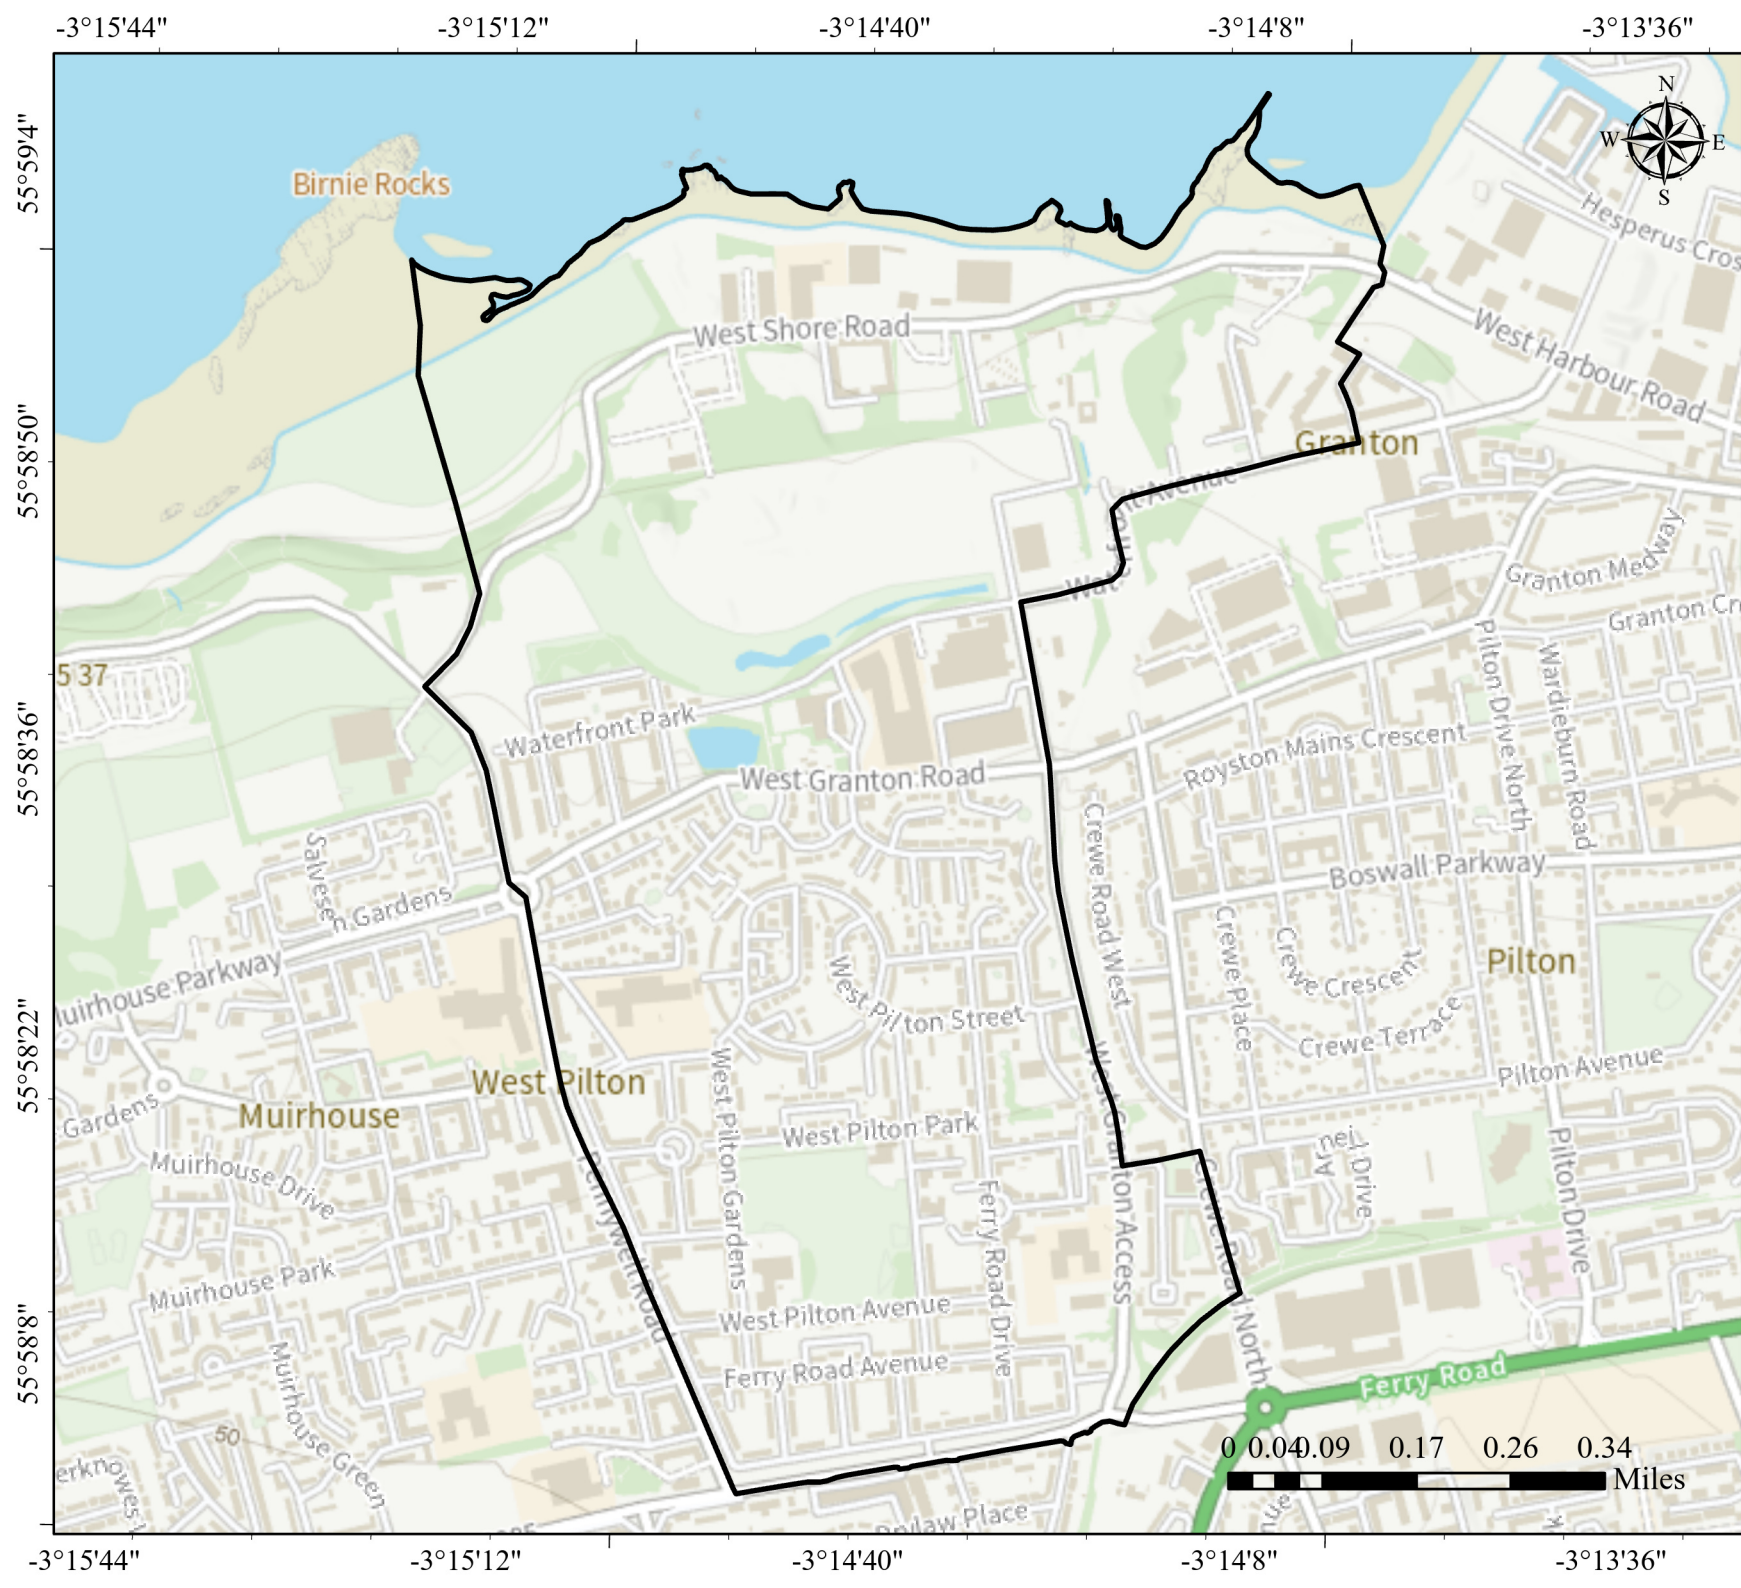 -3°15'44" -3°15'12" -3°14'40" -3°14'8" -3°13'36"
55°59'4"
55°58'50"
55°58'36"
55°58'22"
55°58'8"
N
W E
S
Birnie Rocks
Hesperus Cros
West Shore Road
West Harbour Road
Granton
nt Avenue
Granton Medway
Granton Cr
5 37
Pilton Drive North
Wardieburn Road
Waterfront Park
Royston Mains Crescent
West Granton Road
Salvese
n Gardens
Crewe Road West
Boswall Parkway
Crewe Place
Crewe Crescent
Pilton
uirhouse Parkway
West Pilton Street
Crewe Terrace
Pilton Avenue
West Pilton
Muirhouse
Gardens
West Pilton Gardens
West Pilton Park
Pilton Drive
Muirhouse Drive
Pennywell Road
Ferry Road Drive
Muirhouse Park
West Pilton Avenue
Ferry Road Avenue
Muirhouse Green
Ferry Road
50
0 0.04 0.09 0.17 0.26 0.34
Miles
-3°15'44" -3°15'12" -3°14'40" -3°14'8" -3°13'36"